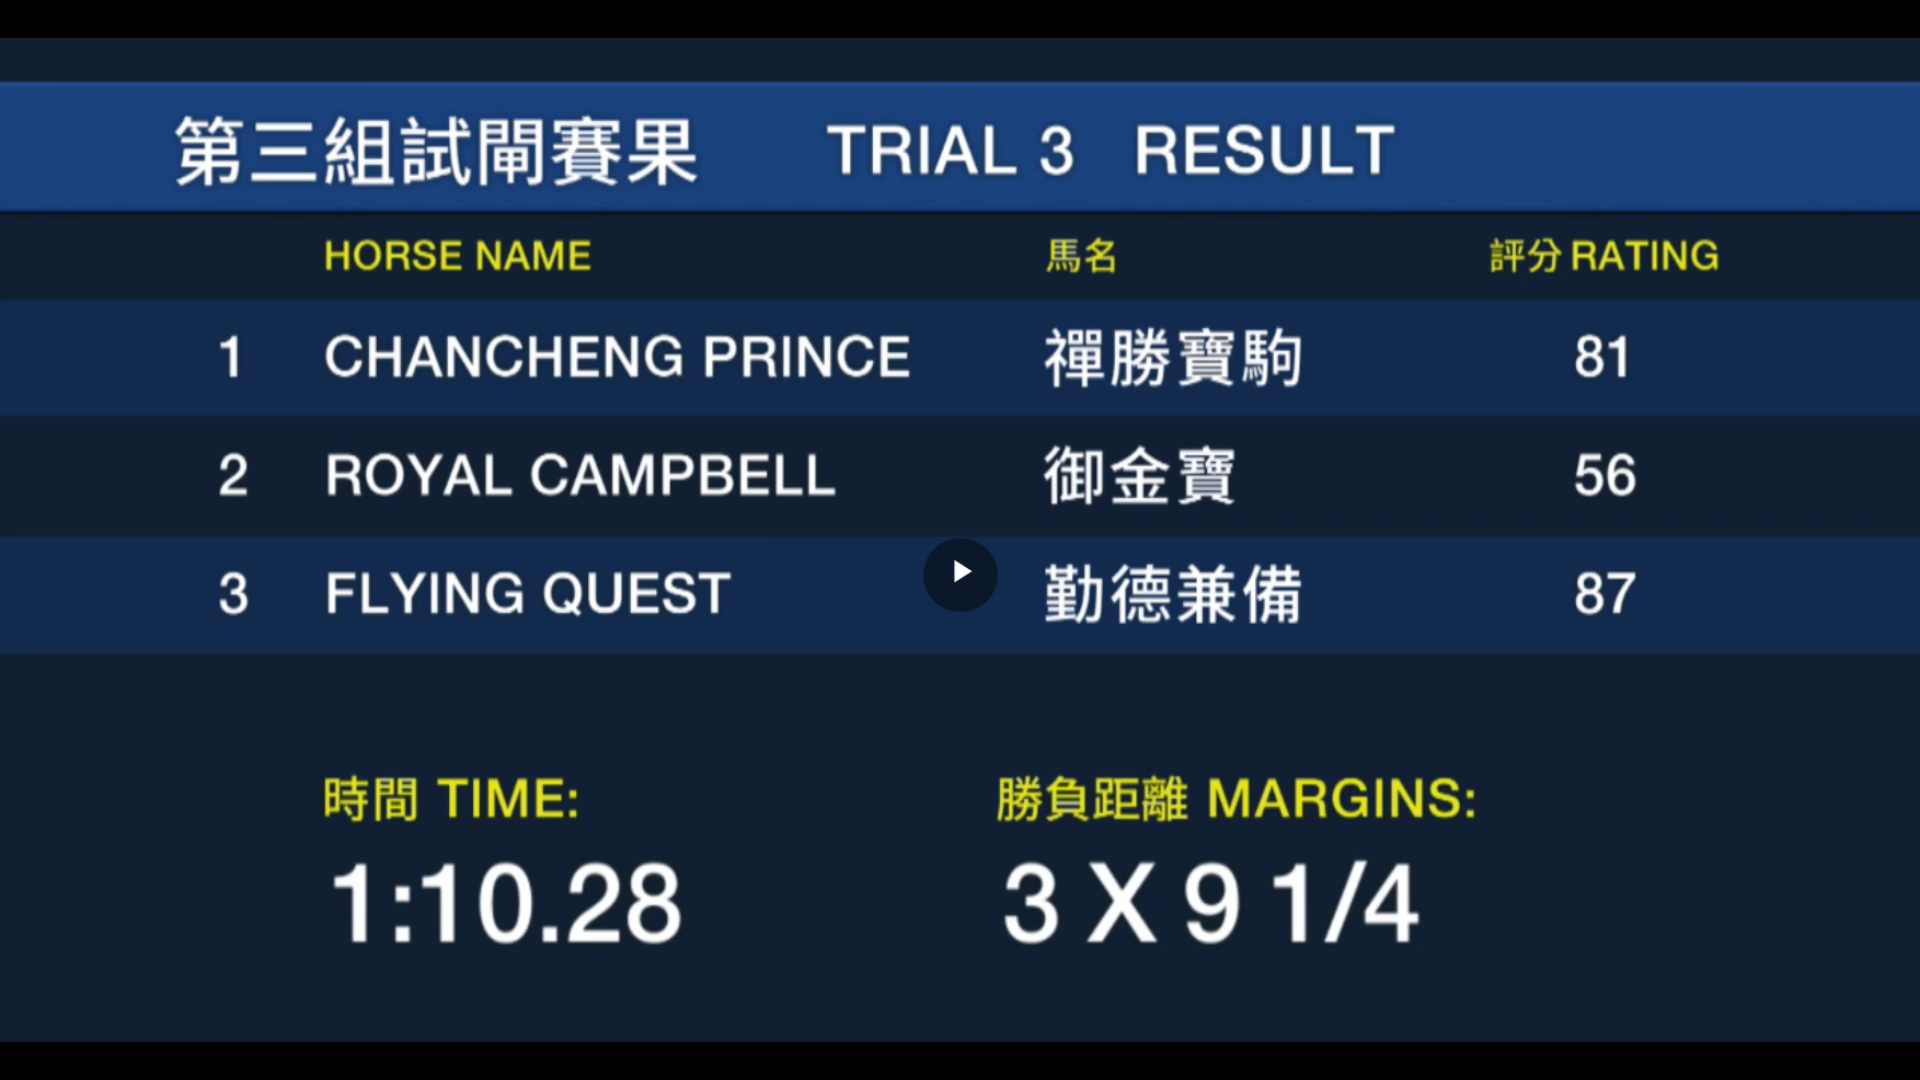 第三組試閘賽果 TRIAL 3 RESULT
HORSE NAME 馬名 評分 RATING
1 CHANCHENG PRINCE 禪勝寶駒 81
2 ROYAL CAMPBELL 御金寶 56
3 FLYING QUEST 勤德兼備 87
時間 TIME: 勝負距離 MARGINS:
1:10.28 3 X 9 1/4